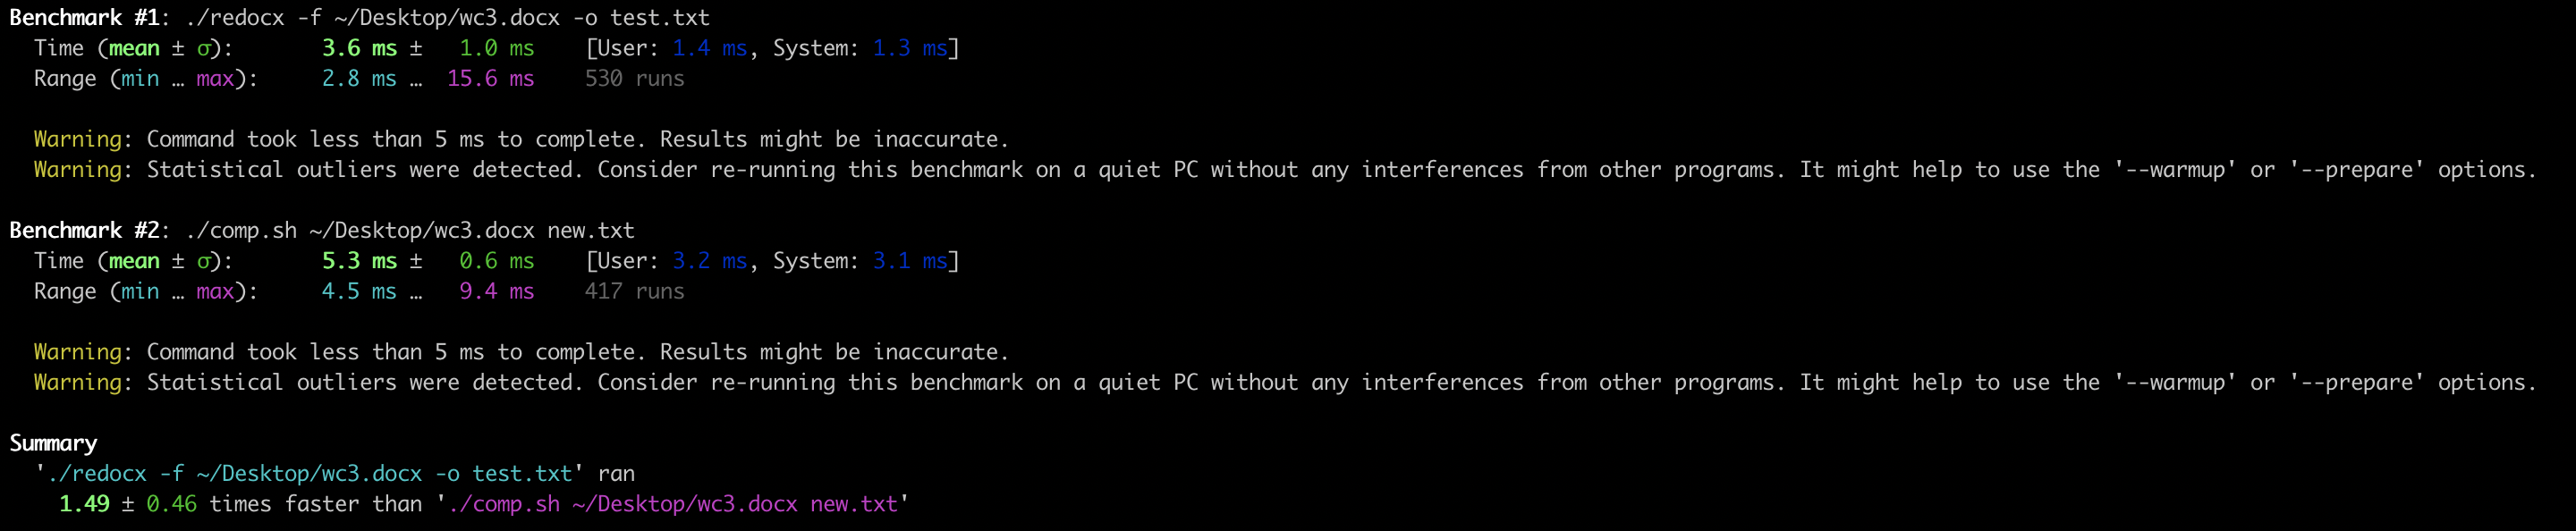 Benchmark #1: ./redocx -f ~/Desktop/wc3.docx -o test.txt
Time (mean ± σ): 3.6 ms ± 1.0 ms [User: 1.4 ms, System: 1.3 ms]
Range (min … max): 2.8 ms … 15.6 ms 530 runs
Warning: Command took less than 5 ms to complete. Results might be inaccurate.
Warning: Statistical outliers were detected. Consider re-running this benchmark on a quiet PC without any interferences from other programs. It might help to use the '--warmup' or '--prepare' options.
Benchmark #2: ./comp.sh ~/Desktop/wc3.docx new.txt
Time (mean ± σ): 5.3 ms ± 0.6 ms [User: 3.2 ms, System: 3.1 ms]
Range (min … max): 4.5 ms … 9.4 ms 417 runs
Warning: Command took less than 5 ms to complete. Results might be inaccurate.
Warning: Statistical outliers were detected. Consider re-running this benchmark on a quiet PC without any interferences from other programs. It might help to use the '--warmup' or '--prepare' options.
Summary
'./redocx -f ~/Desktop/wc3.docx -o test.txt' ran
1.49 ± 0.46 times faster than './comp.sh ~/Desktop/wc3.docx new.txt'